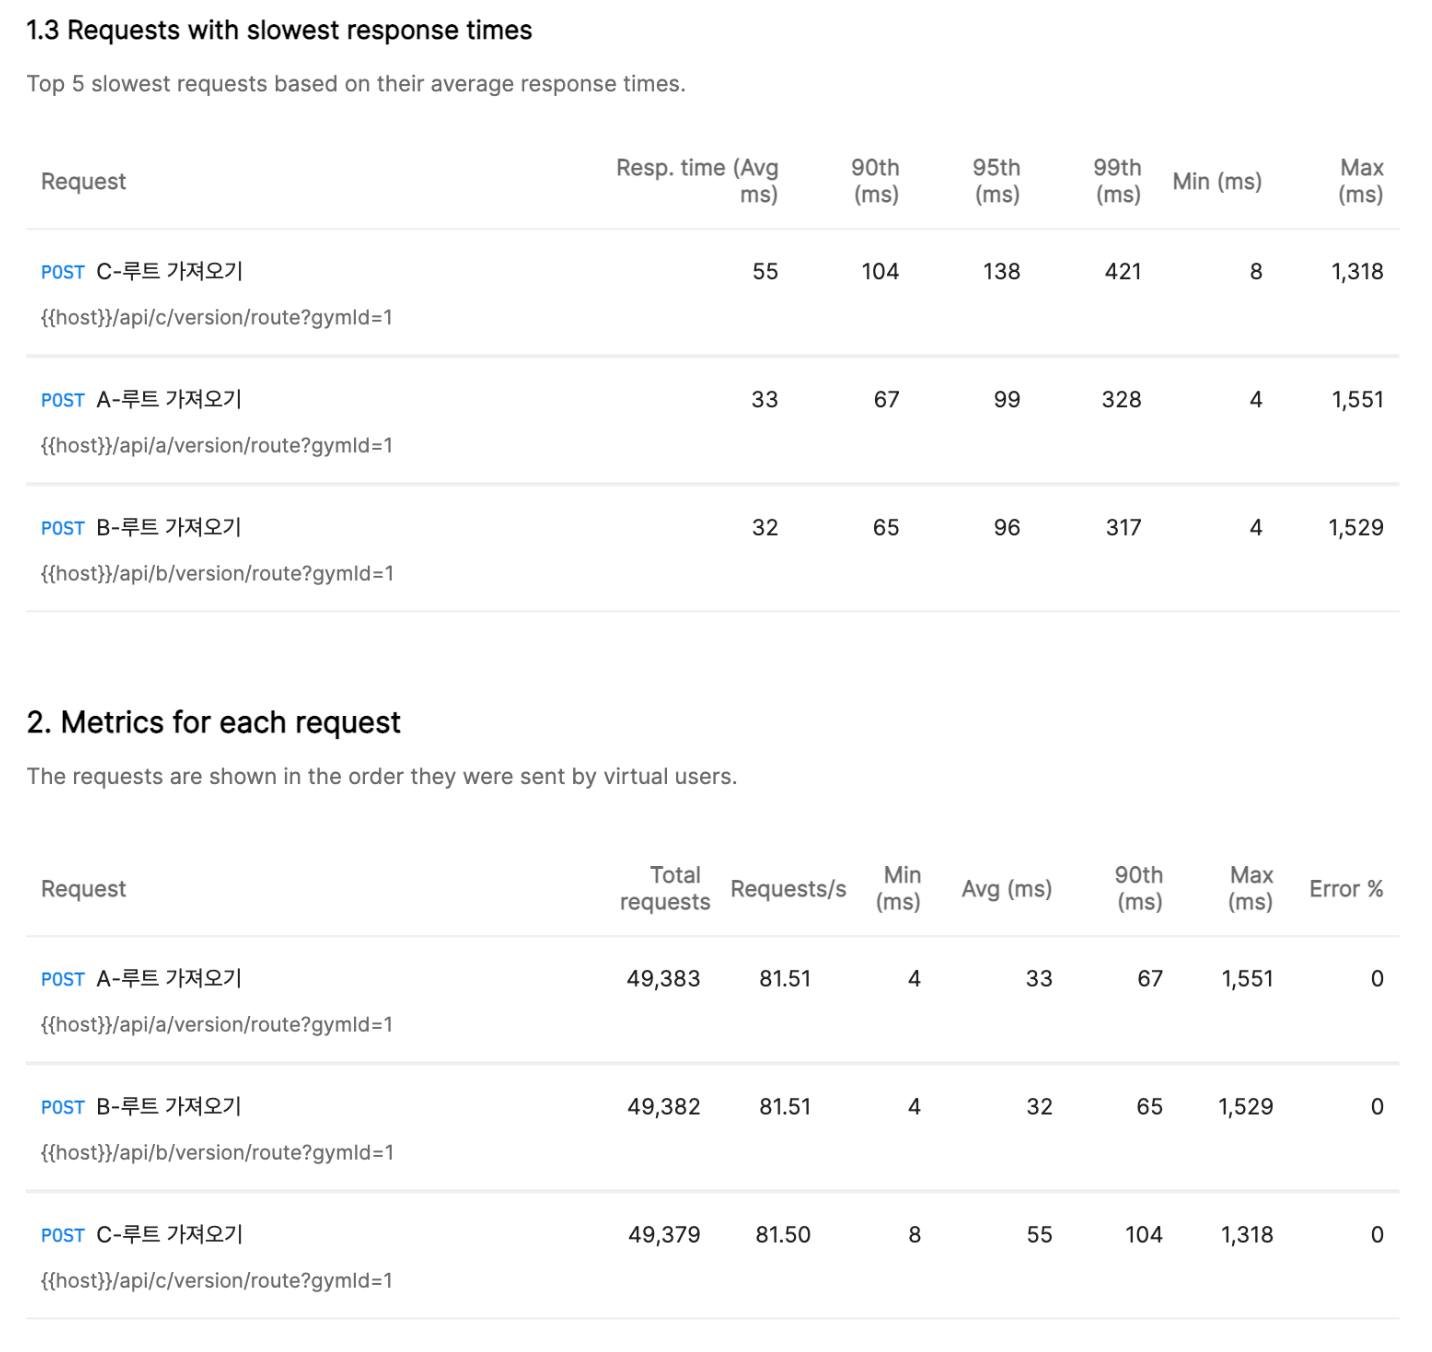 1.3 Requests with slowest response times
Top 5 slowest requests based on their average response times.
Request Resp. time (Avg ms) 90th (ms) 95th (ms) 99th (ms) Min (ms) Max (ms)
POST C-루트 가져오기 55 104 138 421 8 1,318
{{host}}/api/c/version/route?gymId=1
POST A-루트 가져오기 33 67 99 328 4 1,551
{{host}}/api/a/version/route?gymId=1
POST B-루트 가져오기 32 65 96 317 4 1,529
{{host}}/api/b/version/route?gymId=1
2. Metrics for each request
The requests are shown in the order they were sent by virtual users.
Request Total requests Requests/s Min (ms) Avg (ms) 90th (ms) Max (ms) Error %
POST A-루트 가져오기 49,383 81.51 4 33 67 1,551 0
{{host}}/api/a/version/route?gymId=1
POST B-루트 가져오기 49,382 81.51 4 32 65 1,529 0
{{host}}/api/b/version/route?gymId=1
POST C-루트 가져오기 49,379 81.50 8 55 104 1,318 0
{{host}}/api/c/version/route?gymId=1